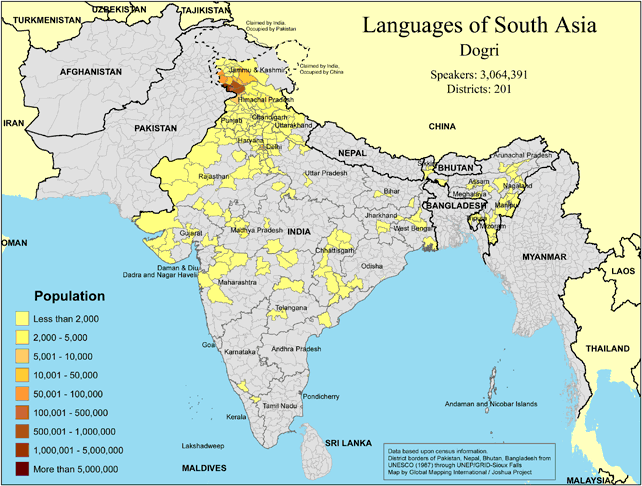 Languages of South Asia
Dogri
Speakers: 3,064,391
Districts: 201
TURKMENISTAN
UZBEKISTAN
TAJIKISTAN
Claimed by India,
Occupied by Pakistan
Claimed by India,
Occupied by China
AFGHANISTAN
Jammu & Kashmir
IRAN
PAKISTAN
Himachal Pradesh
Punjab
Chandigarh
Uttarakhand
Haryana
Delhi
CHINA
NEPAL
Rajasthan
Uttar Pradesh
BHUTAN
Arunachal Pradesh
Assam
Nagaland
Meghalaya
Manipur
Bihar
BANGLADESH
Tripura
Mizoram
OMAN
Gujarat
Madhya Pradesh
INDIA
Jharkhand
West Bengal
Chhattisgarh
MYANMAR
LAOS
Daman & Diu
Dadra and Nagar Haveli
Odisha
Maharashtra
Telangana
THAILAND
Goa
Karnataka
Andhra Pradesh
Pondicherry
Andaman and Nicobar Islands
Kerala
Tamil Nadu
Lakshadweep
SRI LANKA
MALDIVES
MALAYSIA
Population
Less than 2,000
2,000 - 5,000
5,001 - 10,000
10,001 - 50,000
50,001 - 100,000
100,001 - 500,000
500,001 - 1,000,000
1,000,001 - 5,000,000
More than 5,000,000
Data based upon census information.
District borders of Pakistan, Nepal, Bhutan, Bangladesh from
UNESCO (1987) through UNEP/GRID-Sioux Falls
Map by Global Mapping International / Joshua Project